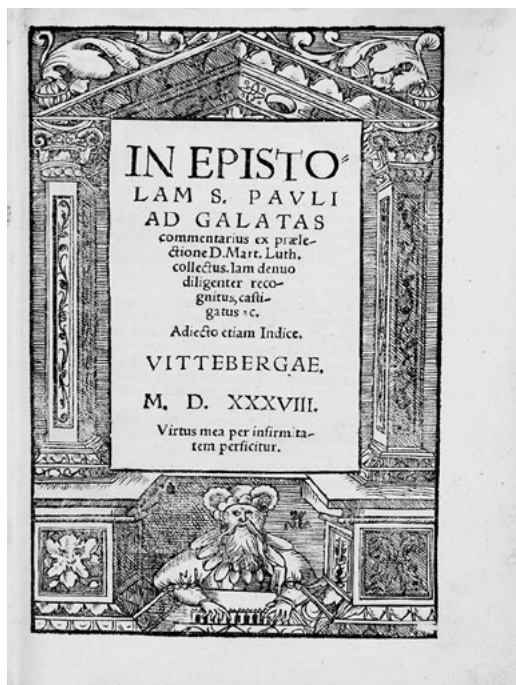 IN EPISTO⸗
LAM S. PAVLI
AD GALATAS
commentarius ex præle-
ctione D. Mart. Luth.
collectus. Iam denuo
diligenter reco-
gnitus, casti-
gatus ⁊c.
Adiecto etiam Indice.
VITTEBERGAE.
M. D. XXXVIII.
Virtus mea per infirmita-
tem perficitur.